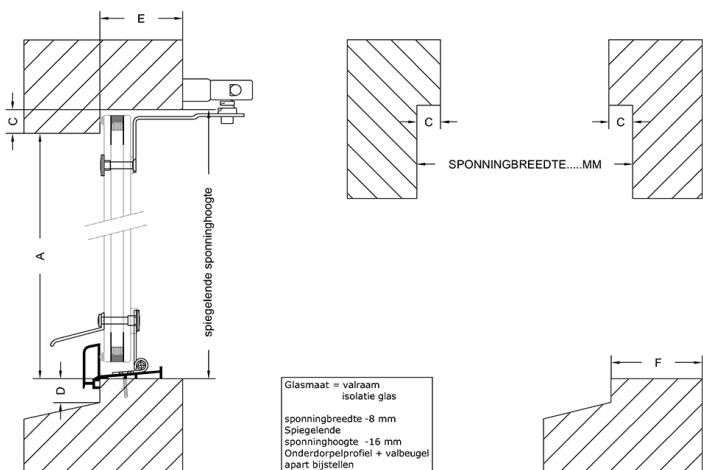 E
C
A
D
spiegelende sponninghoogte
C
C
SPONNINGBREEDTE.....MM
F
Glasmaat = valraam
isolatie glas
sponningbreedte -8 mm
Spiegelende
sponninghoogte -16 mm
Onderdorpelprofiel + valbeugel
apart bijstellen